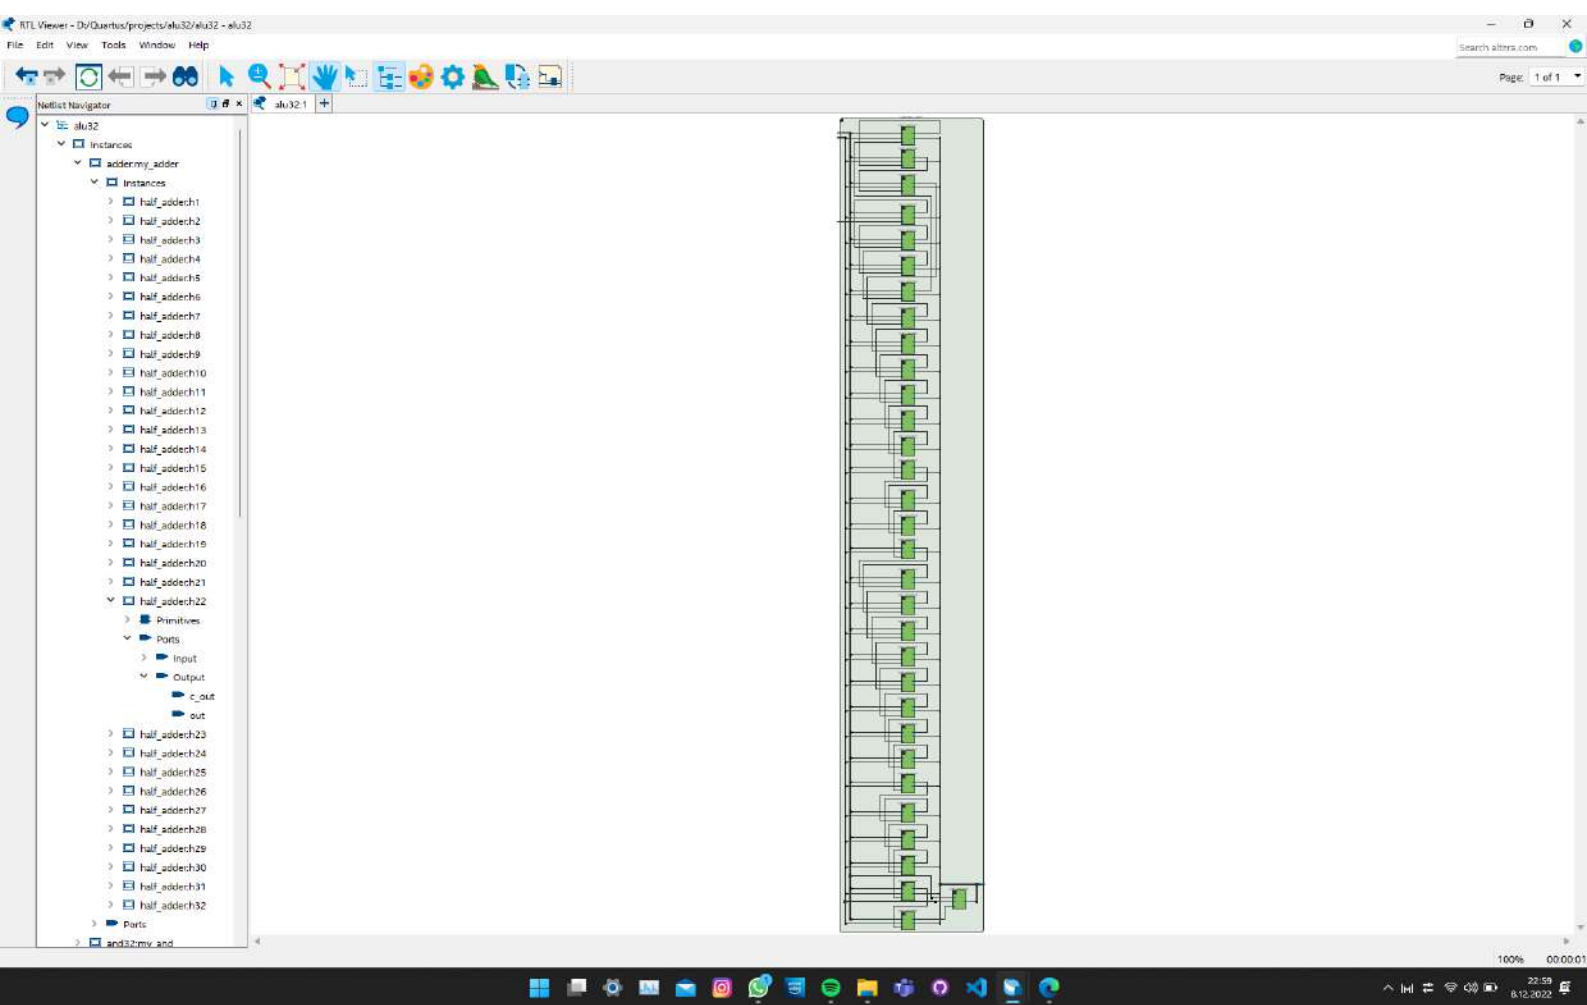 RTL Viewer - D:/Quartus/projects/alu32/alu32 - alu32
File Edit View Tools Window Help
Search altera.com
Page: 1 of 1
Netlist Navigator
alu32:1
alu32
Instances
adder:my_adder
Instances
half_adder:h1
half_adder:h2
half_adder:h3
half_adder:h4
half_adder:h5
half_adder:h6
half_adder:h7
half_adder:h8
half_adder:h9
half_adder:h10
half_adder:h11
half_adder:h12
half_adder:h13
half_adder:h14
half_adder:h15
half_adder:h16
half_adder:h17
half_adder:h18
half_adder:h19
half_adder:h20
half_adder:h21
half_adder:h22
Primitives
Ports
Input
Output
c_out
out
half_adder:h23
half_adder:h24
half_adder:h25
half_adder:h26
half_adder:h27
half_adder:h28
half_adder:h29
half_adder:h30
half_adder:h31
half_adder:h32
Ports
and32:my_and
100% 00:00:01
22:59
8.12.2022